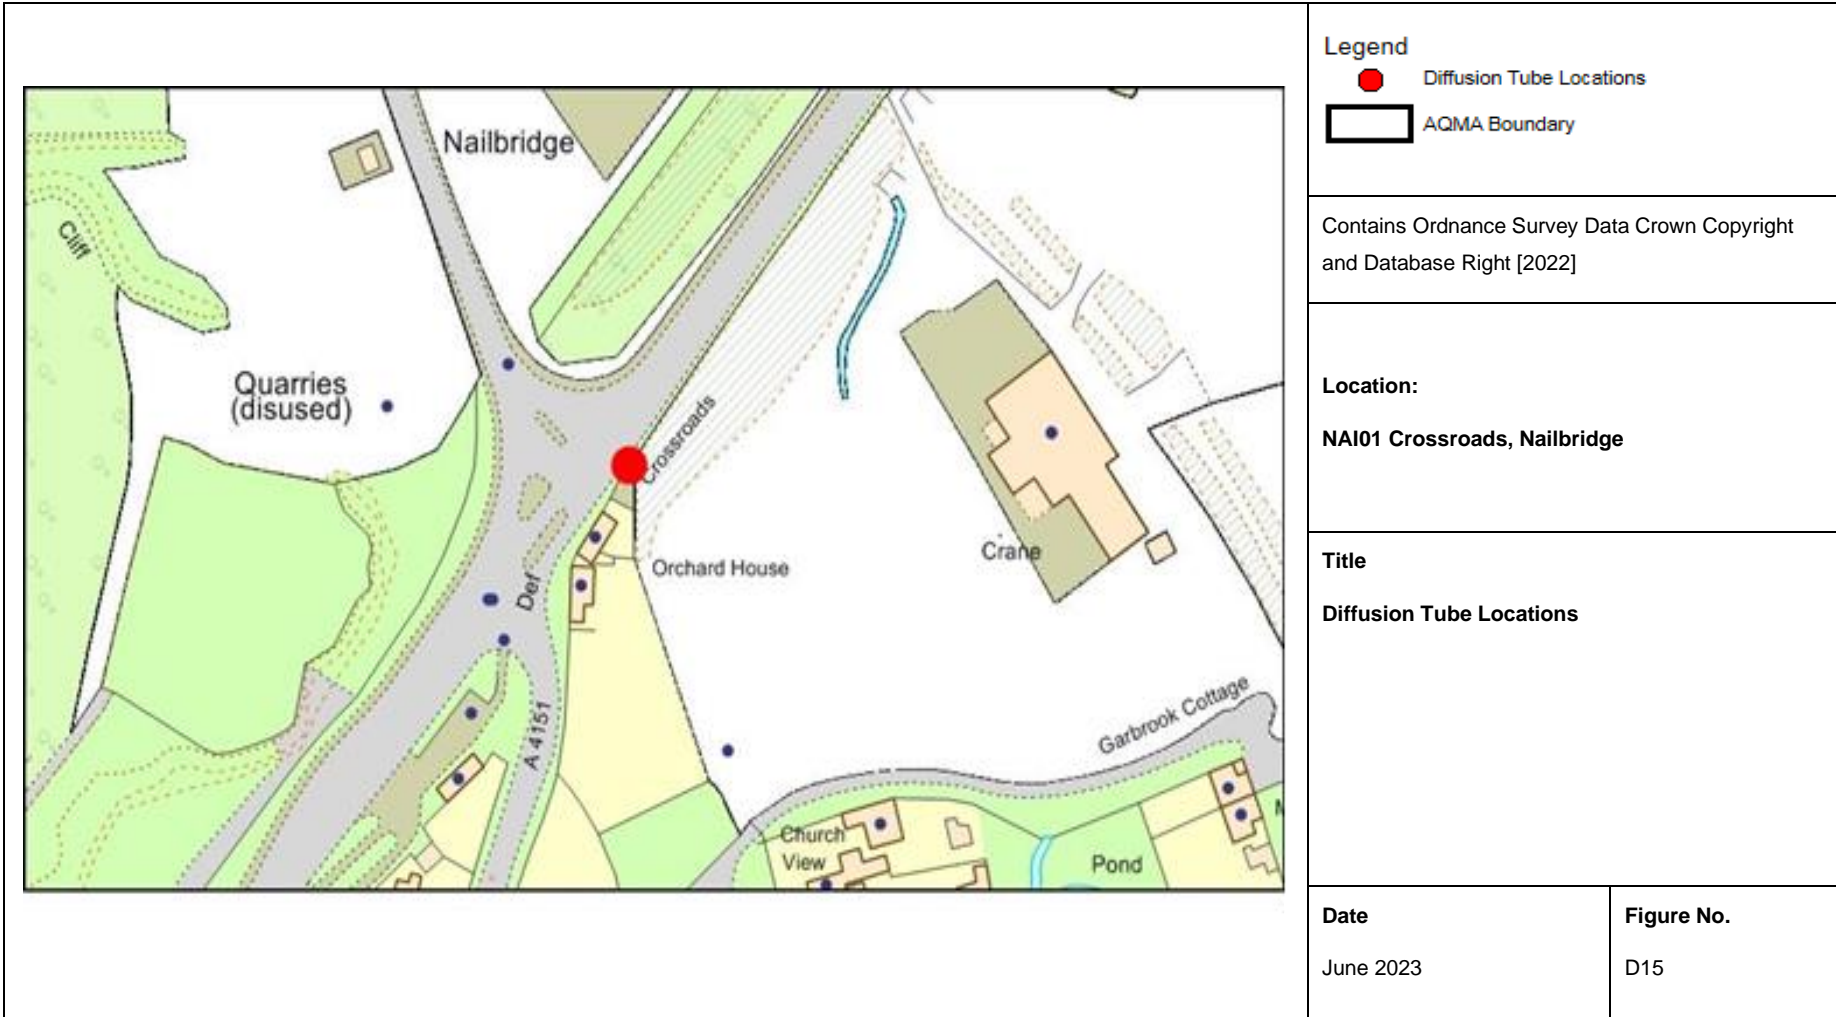 Nailbridge
Cliff
Quarries
(disused)
Crossroads
Orchard House
Crane
Def
A 4151
Garbrook Cottage
Church
View
Pond
M
Legend
Diffusion Tube Locations
AQMA Boundary
Contains Ordnance Survey Data Crown Copyright
and Database Right [2022]
Location:
NAI01 Crossroads, Nailbridge
Title
Diffusion Tube Locations
Date
June 2023
Figure No.
D15